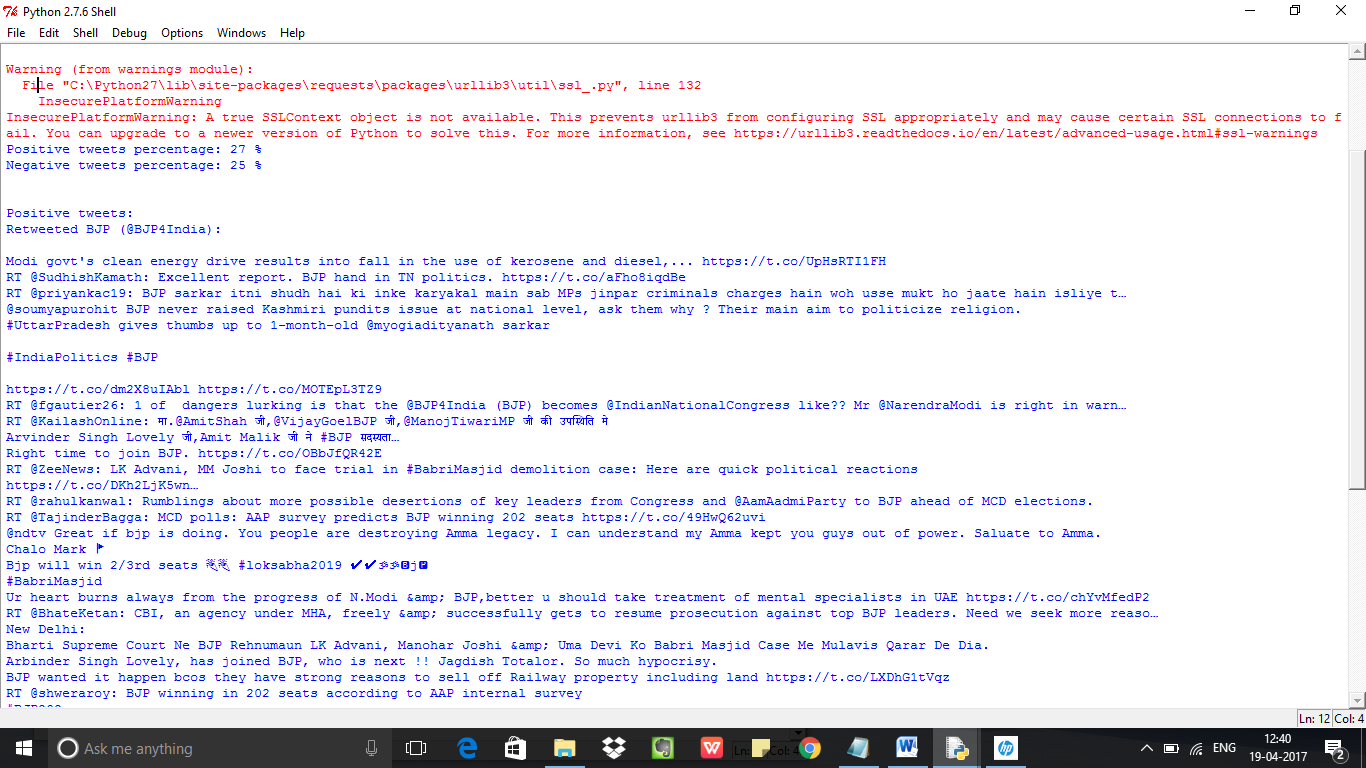 Python 2.7.6 Shell
File Edit Shell Debug Options Windows Help
Warning (from warnings module):
File "C:\Python27\lib\site-packages\requests\packages\urllib3\util\ssl_.py", line 132
InsecurePlatformWarning
InsecurePlatformWarning: A true SSLContext object is not available. This prevents urllib3 from configuring SSL appropriately and may cause certain SSL connections to f
ail. You can upgrade to a newer version of Python to solve this. For more information, see https://urllib3.readthedocs.io/en/latest/advanced-usage.html#ssl-warnings
Positive tweets percentage: 27 %
Negative tweets percentage: 25 %
Positive tweets:
Retweeted BJP (@BJP4India):
Modi govt's clean energy drive results into fall in the use of kerosene and diesel,... https://t.co/UpHsRTI1FH
RT @SudhishKamath: Excellent report. BJP hand in TN politics. https://t.co/aFho8iqdBe
RT @priyankac19: BJP sarkar itni shudh hai ki inke karyakal main sab MPs jinpar criminals charges hain woh usse mukt ho jaate hain isliye t…
@soumyapurohit BJP never raised Kashmiri pundits issue at national level, ask them why ? Their main aim to politicize religion.
#UttarPradesh gives thumbs up to 1-month-old @myogiadityanath sarkar
#IndiaPolitics #BJP
https://t.co/dm2X8uIAbl https://t.co/MOTEpL3TZ9
RT @fgautier26: 1 of  dangers lurking is that the @BJP4India (BJP) becomes @IndianNationalCongress like?? Mr @NarendraModi is right in warn…
RT @KailashOnline: मा.@AmitShah जी,@VijayGoelBJP जी,@ManojTiwariMP जी की उपस्थिति मे
Arvinder Singh Lovely जी,Amit Malik जी ने #BJP सदस्यता…
Right time to join BJP. https://t.co/OBbJfQR42E
RT @ZeeNews: LK Advani, MM Joshi to face trial in #BabriMasjid demolition case: Here are quick political reactions
https://t.co/DKh2LjK5wn…
RT @rahulkanwal: Rumblings about more possible desertions of key leaders from Congress and @AamAadmiParty to BJP ahead of MCD elections.
RT @TajinderBagga: MCD polls: AAP survey predicts BJP winning 202 seats https://t.co/49HwQ62uvi
@ndtv Great if bjp is doing. You people are destroying Amma legacy. I can understand my Amma kept you guys out of power. Saluate to Amma.
Chalo Mark
Bjp will win 2/3rd seats #loksabha2019 ✔✔ॐॐ🅱j🅿
#BabriMasjid
Ur heart burns always from the progress of N.Modi &amp; BJP,better u should take treatment of mental specialists in UAE https://t.co/chYvMfedP2
RT @BhateKetan: CBI, an agency under MHA, freely &amp; successfully gets to resume prosecution against top BJP leaders. Need we seek more reaso…
New Delhi:
Bharti Supreme Court Ne BJP Rehnumaun LK Advani, Manohar Joshi &amp; Uma Devi Ko Babri Masjid Case Me Mulavis Qarar De Dia.
Arbinder Singh Lovely, has joined BJP, who is next !! Jagdish Totalor. So much hypocrisy.
BJP wanted it happen bcos they have strong reasons to sell off Railway property including land https://t.co/LXDhG1tVqz
RT @shweraroy: BJP winning in 202 seats according to AAP internal survey
Ln: 12 Col: 4
Ask me anything
ENG
12:40
19-04-2017
2